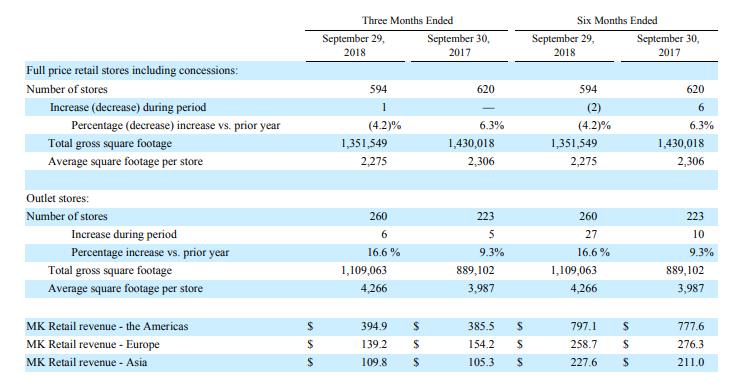 Three Months Ended Six Months Ended
September 29, 2018 September 30, 2017 September 29, 2018 September 30, 2017
Full price retail stores including concessions:
Number of stores 594 620 594 620
Increase (decrease) during period 1 — (2) 6
Percentage (decrease) increase vs. prior year (4.2)% 6.3% (4.2)% 6.3%
Total gross square footage 1,351,549 1,430,018 1,351,549 1,430,018
Average square footage per store 2,275 2,306 2,275 2,306
Outlet stores:
Number of stores 260 223 260 223
Increase during period 6 5 27 10
Percentage increase vs. prior year 16.6 % 9.3% 16.6 % 9.3%
Total gross square footage 1,109,063 889,102 1,109,063 889,102
Average square footage per store 4,266 3,987 4,266 3,987
MK Retail revenue - the Americas $ 394.9 $ 385.5 $ 797.1 $ 777.6
MK Retail revenue - Europe $ 139.2 $ 154.2 $ 258.7 $ 276.3
MK Retail revenue - Asia $ 109.8 $ 105.3 $ 227.6 $ 211.0